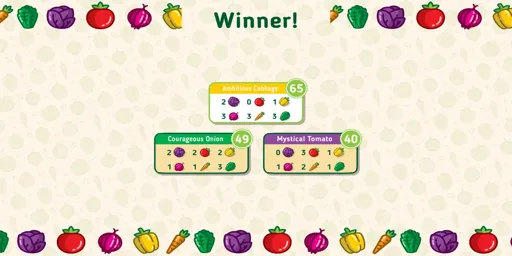 Winner!
Ambitious Cabbage 65
2 0 1
3 3 3
Courageous Onion 49
2 2 2
1 1 3
Mystical Tomato 40
0 3 1
1 2 1